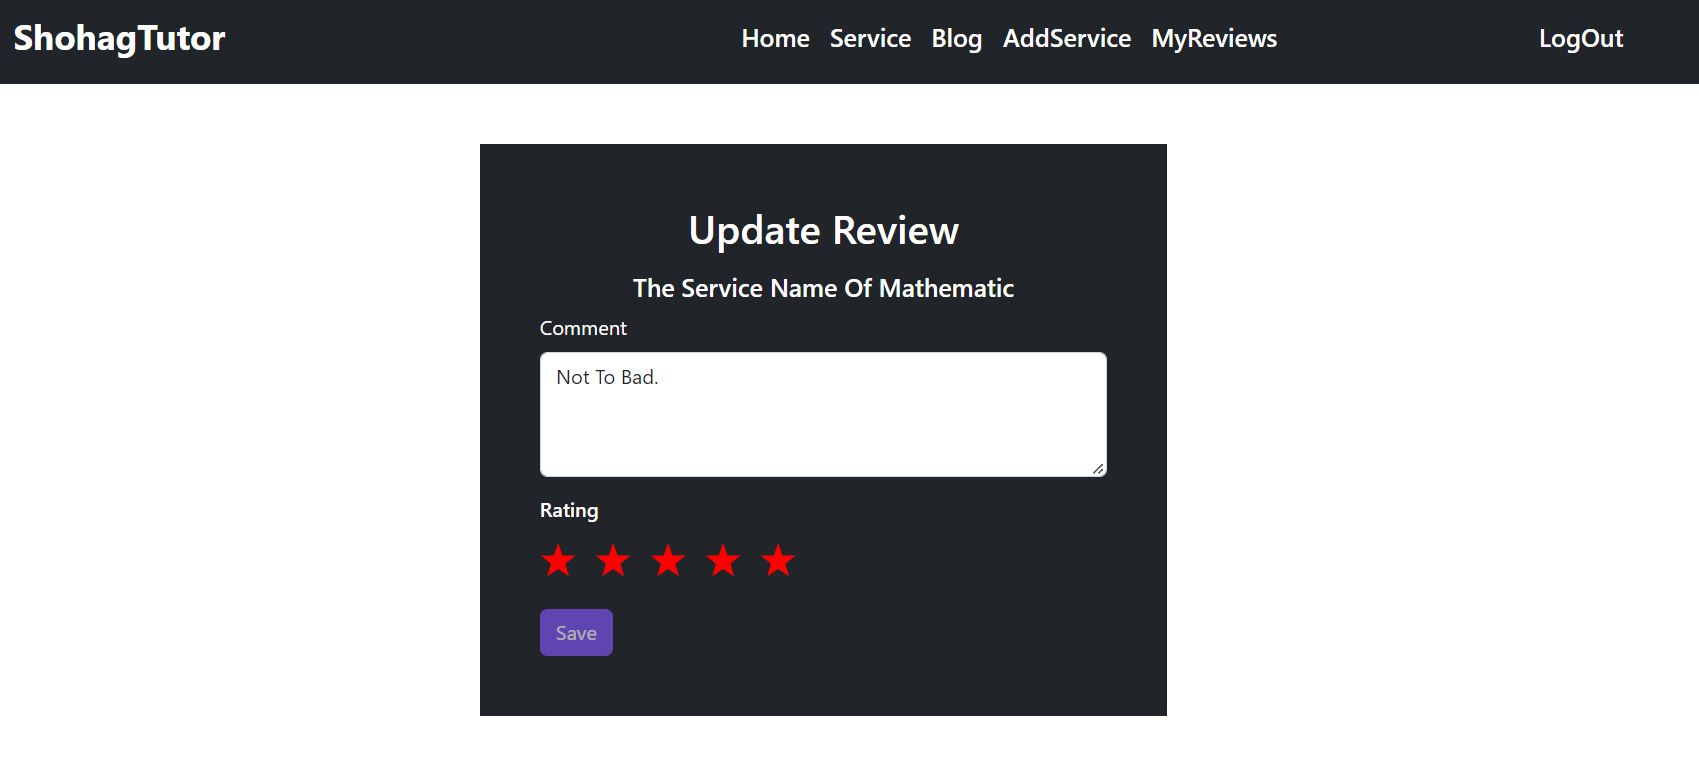 ShohagTutor Home Service Blog AddService MyReviews LogOut
Update Review
The Service Name Of Mathematic
Comment
Not To Bad.
Rating
Save